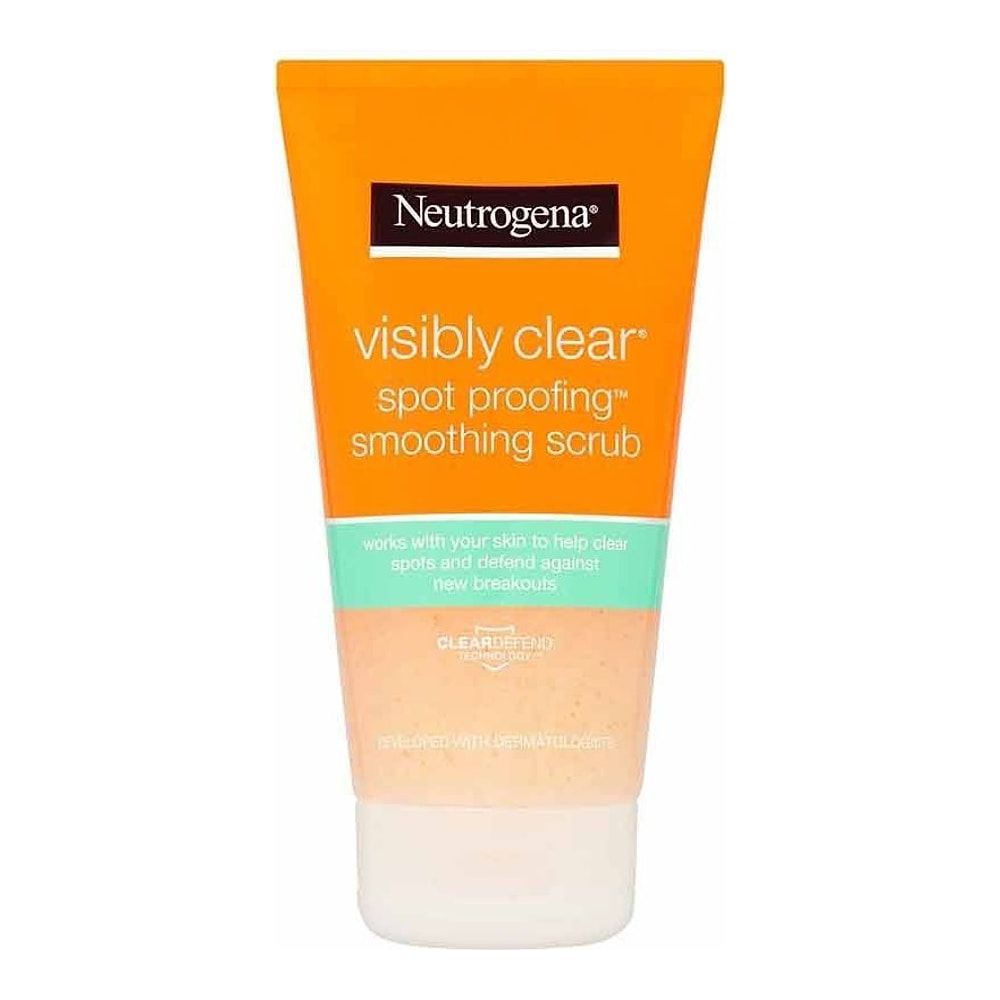 Neutrogena®
visibly clear®
spot proofing™
smoothing scrub
works with your skin to help clear
spots and defend against
new breakouts
CLEARDEFEND
TECHNOLOGY™
DEVELOPED WITH DERMATOLOGISTS